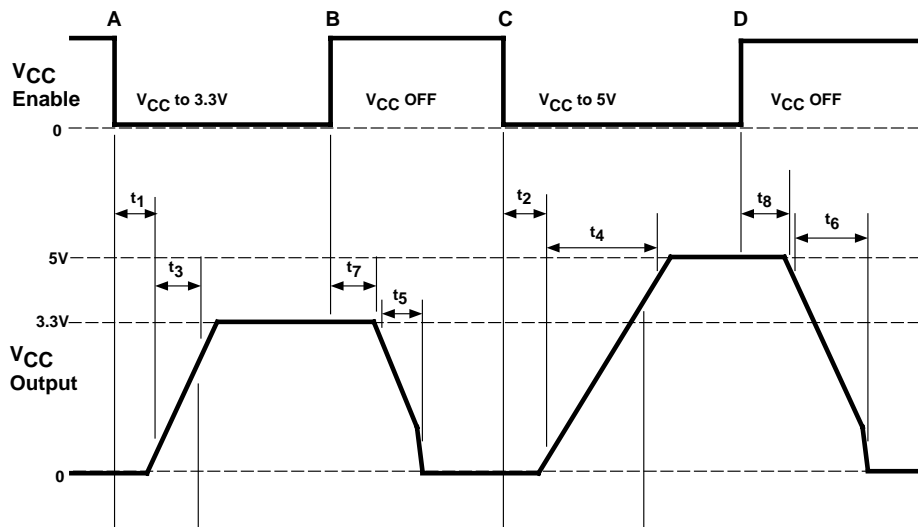 A B C D
VCC
Enable
VCC to 3.3V VCC OFF VCC to 5V VCC OFF
0
t1 t2 t8
t4 t6
5V
t3 t7
t5
3.3V
VCC
Output
0